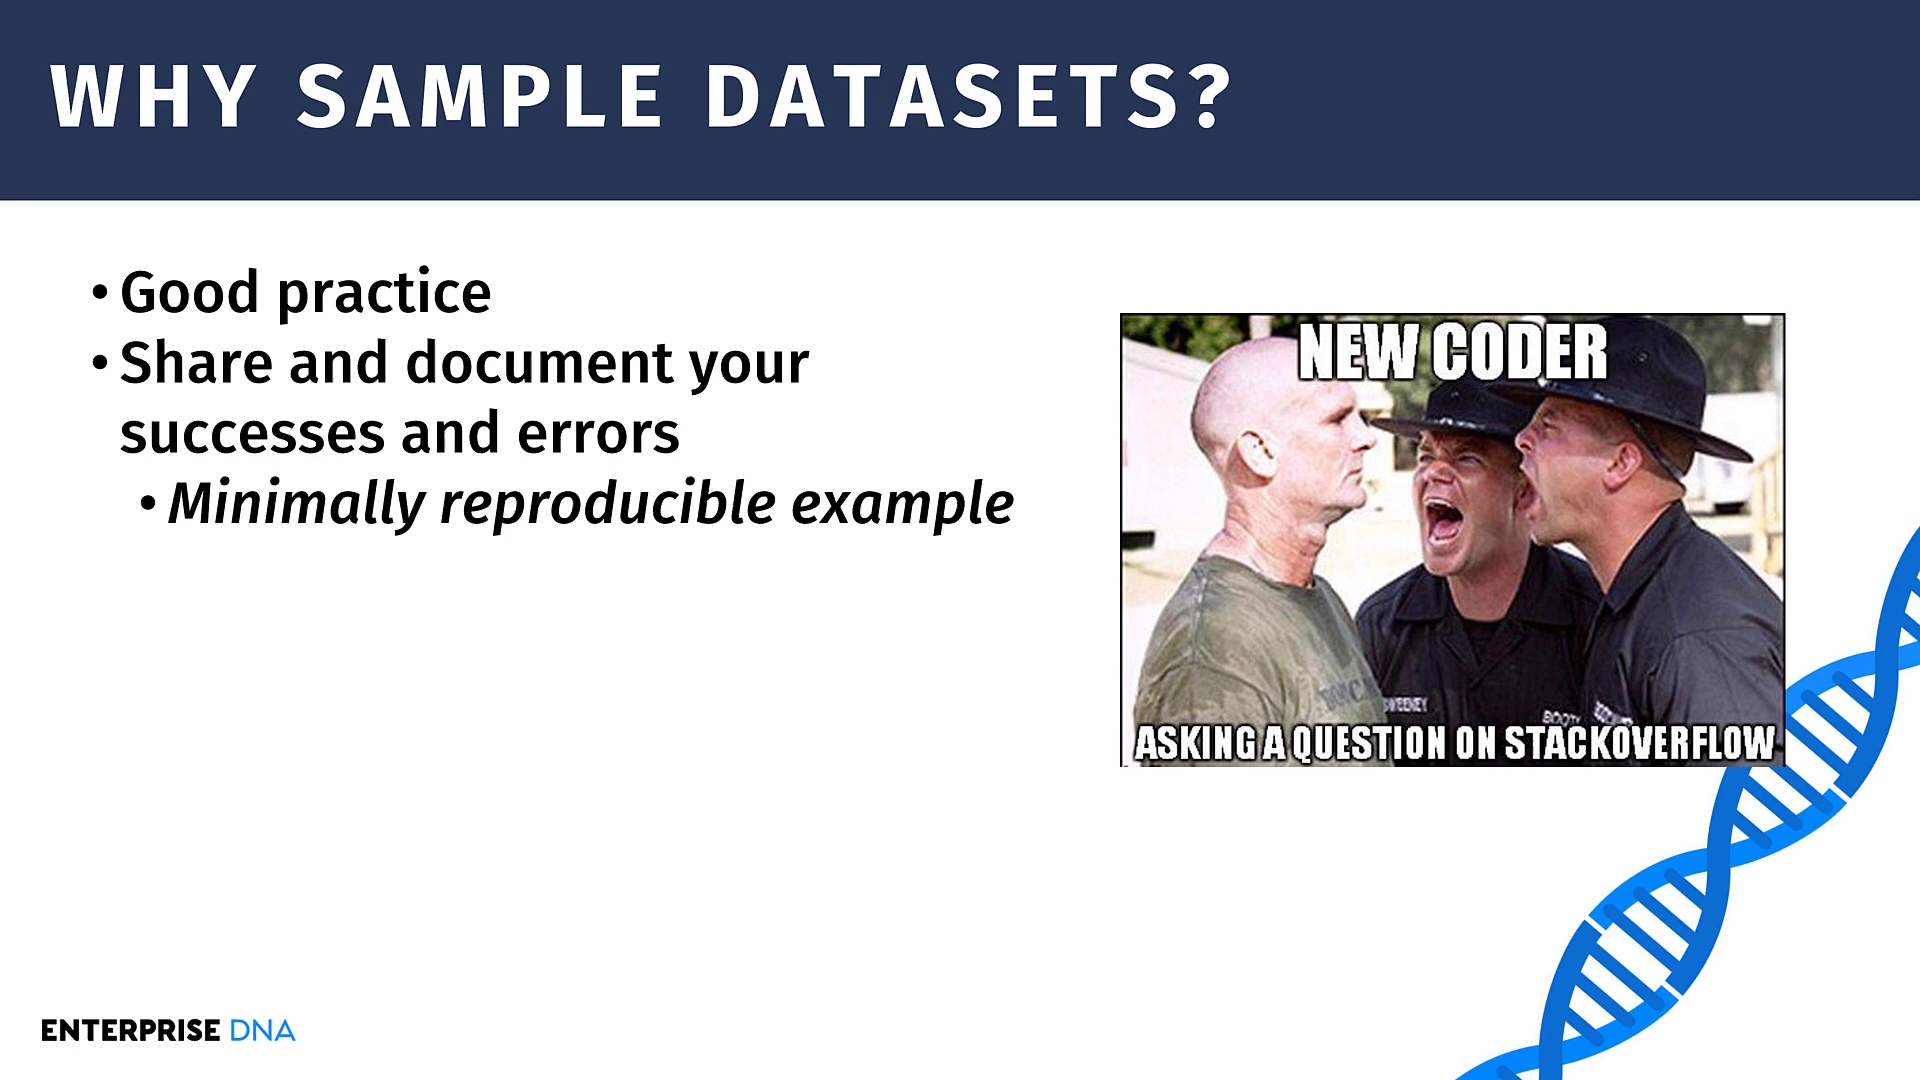 WHY SAMPLE DATASETS?
• Good practice
• Share and document your
successes and errors
• Minimally reproducible example
NEW CODER
SWEENEY
ASKING A QUESTION ON STACKOVERFLOW
ENTERPRISE DNA